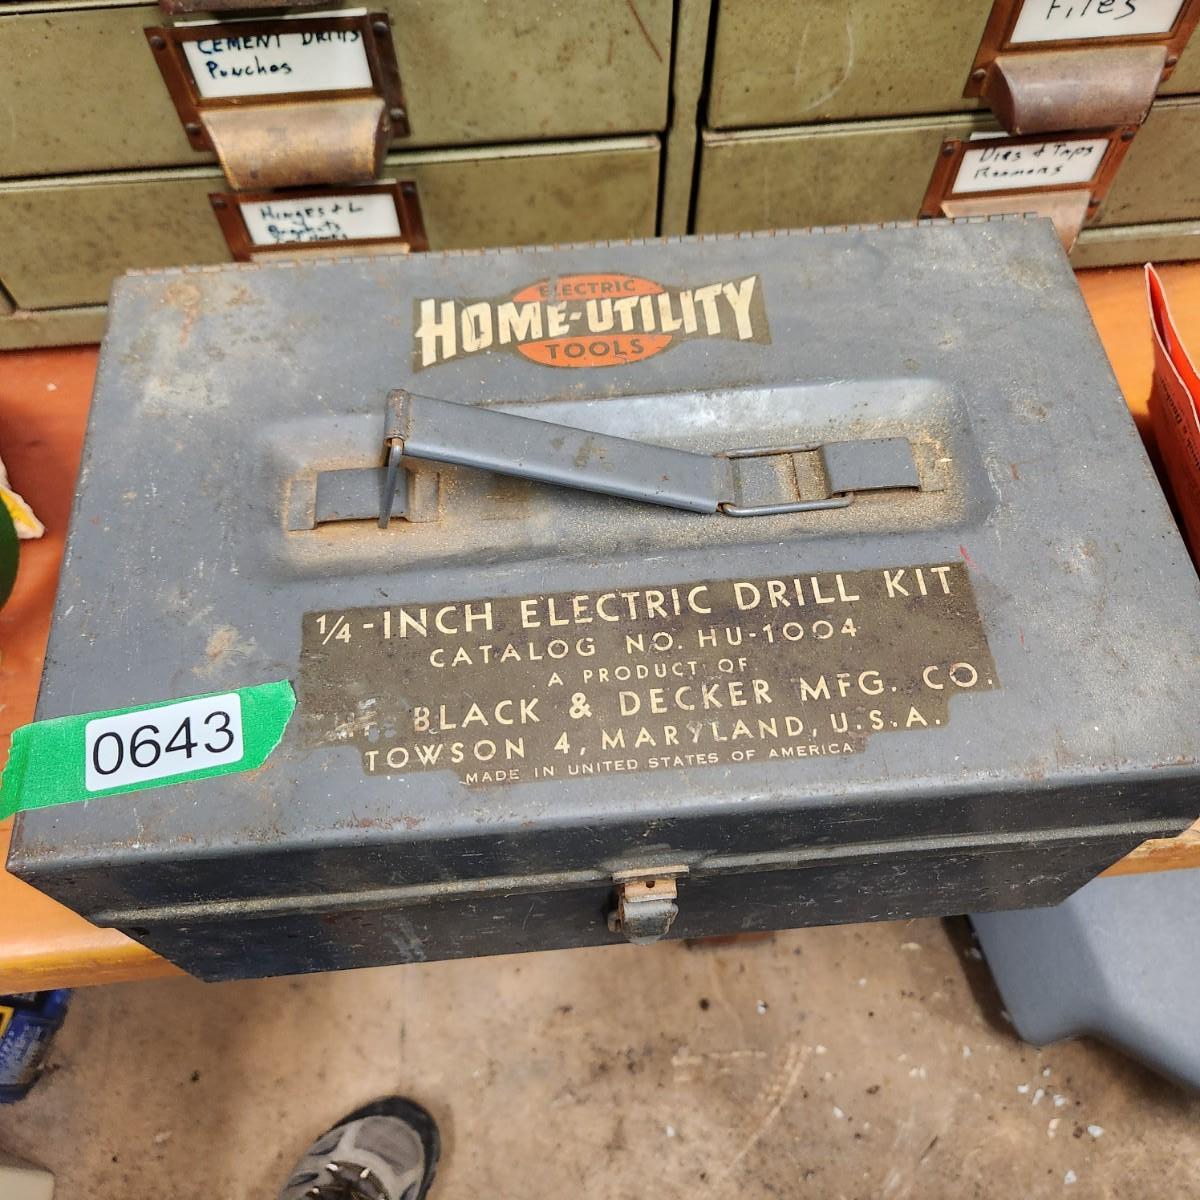 CEMENT DRILLS
Punches
Files
Dies & Taps
Reamers
HINGES & L
Brackets
ELECTRIC
HOME-UTILITY
TOOLS
1/4-INCH ELECTRIC DRILL KIT
CATALOG NO. HU-1004
A PRODUCT OF
THE BLACK & DECKER MFG. CO.
TOWSON 4, MARYLAND, U.S.A.
MADE IN UNITED STATES OF AMERICA
0643